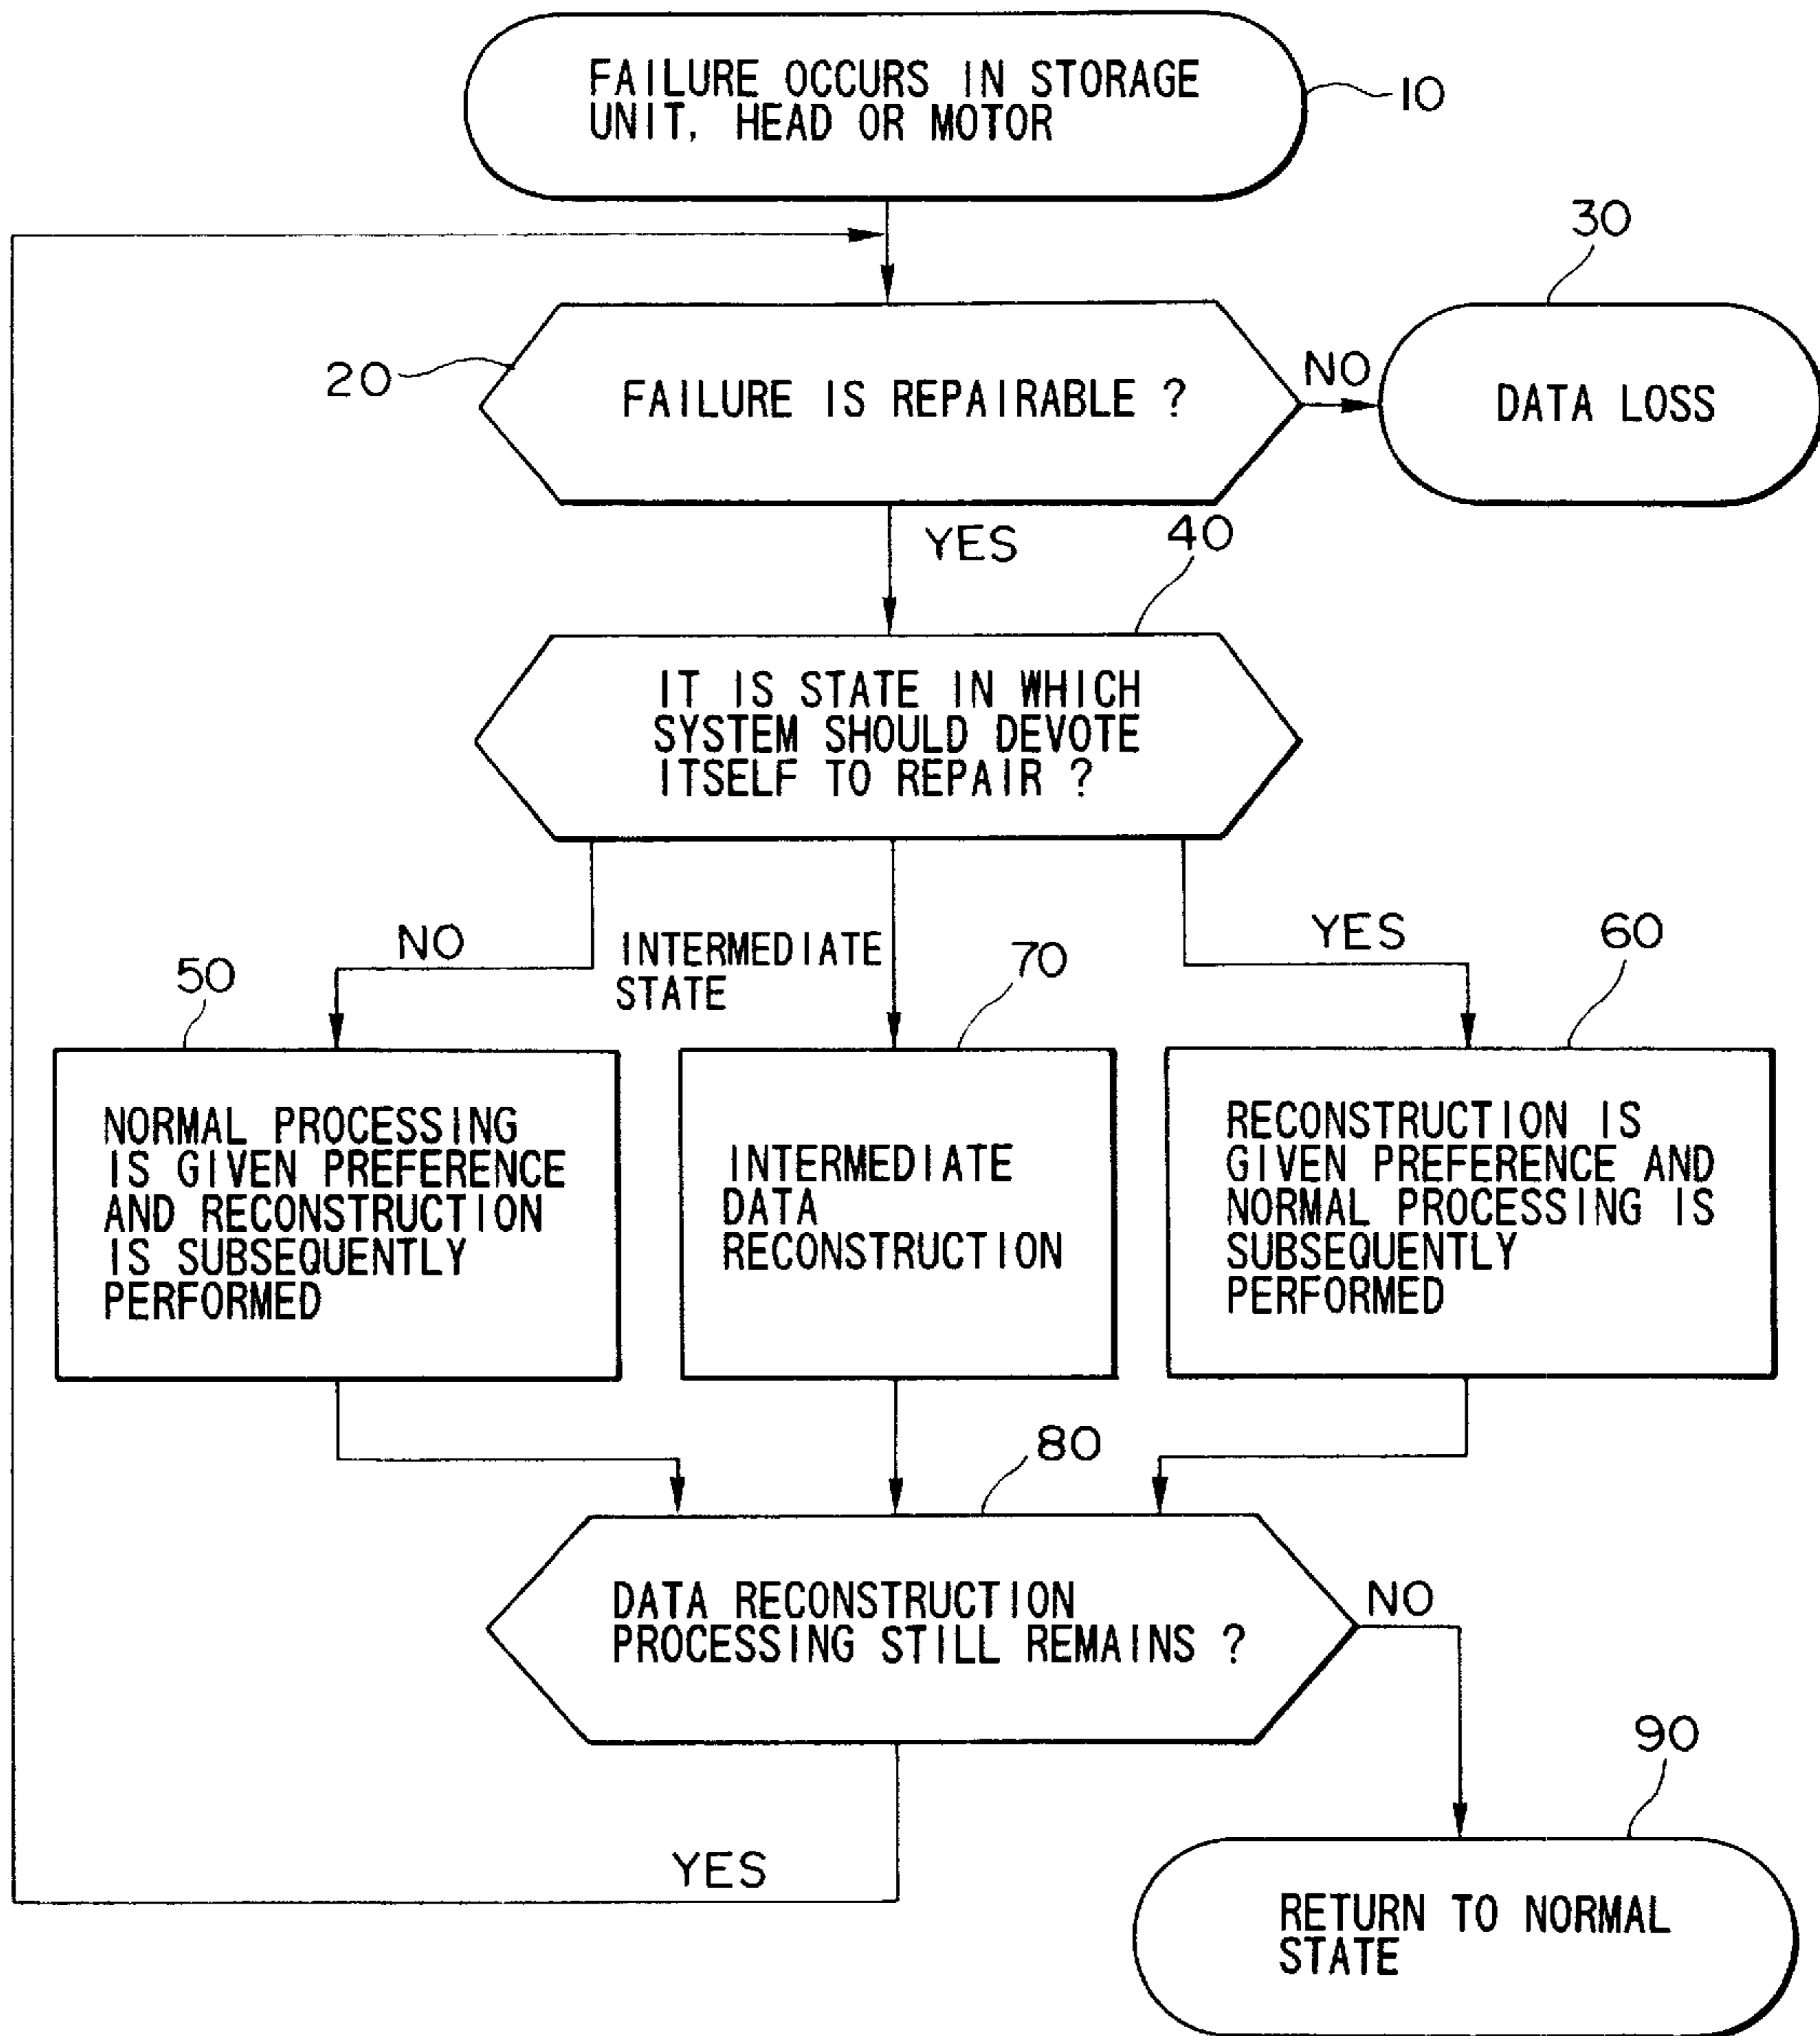 FAILURE OCCURS IN STORAGE
UNIT, HEAD OR MOTOR
10
30
20
FAILURE IS REPAIRABLE ?
NO
DATA LOSS
YES
40
IT IS STATE IN WHICH
SYSTEM SHOULD DEVOTE
ITSELF TO REPAIR ?
NO
INTERMEDIATE
STATE
YES
50
70
60
NORMAL PROCESSING
IS GIVEN PREFERENCE
AND RECONSTRUCTION
IS SUBSEQUENTLY
PERFORMED
INTERMEDIATE
DATA
RECONSTRUCTION
RECONSTRUCTION IS
GIVEN PREFERENCE AND
NORMAL PROCESSING IS
SUBSEQUENTLY
PERFORMED
80
DATA RECONSTRUCTION
PROCESSING STILL REMAINS ?
NO
YES
90
RETURN TO NORMAL
STATE